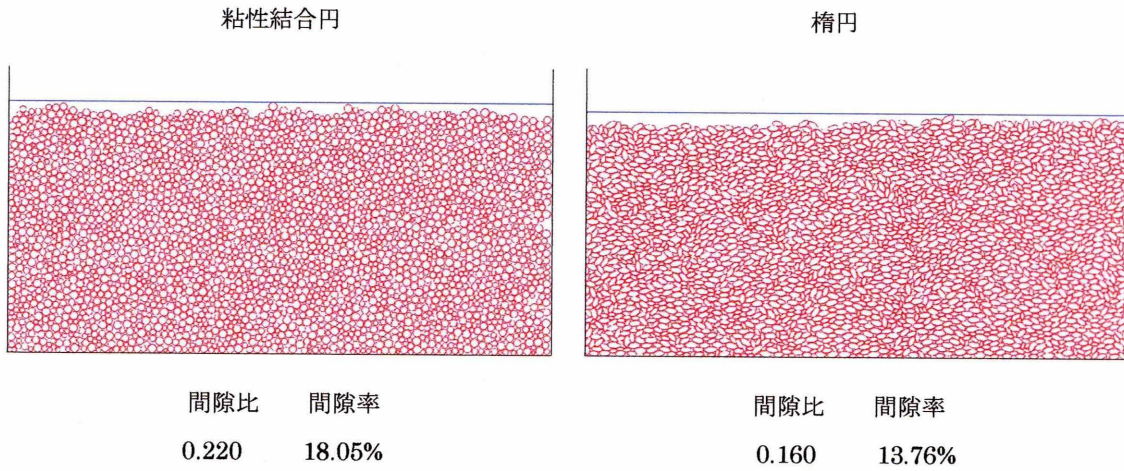 粘性結合円
楕円
間隙比 間隙率
0.220 18.05%
間隙比 間隙率
0.160 13.76%